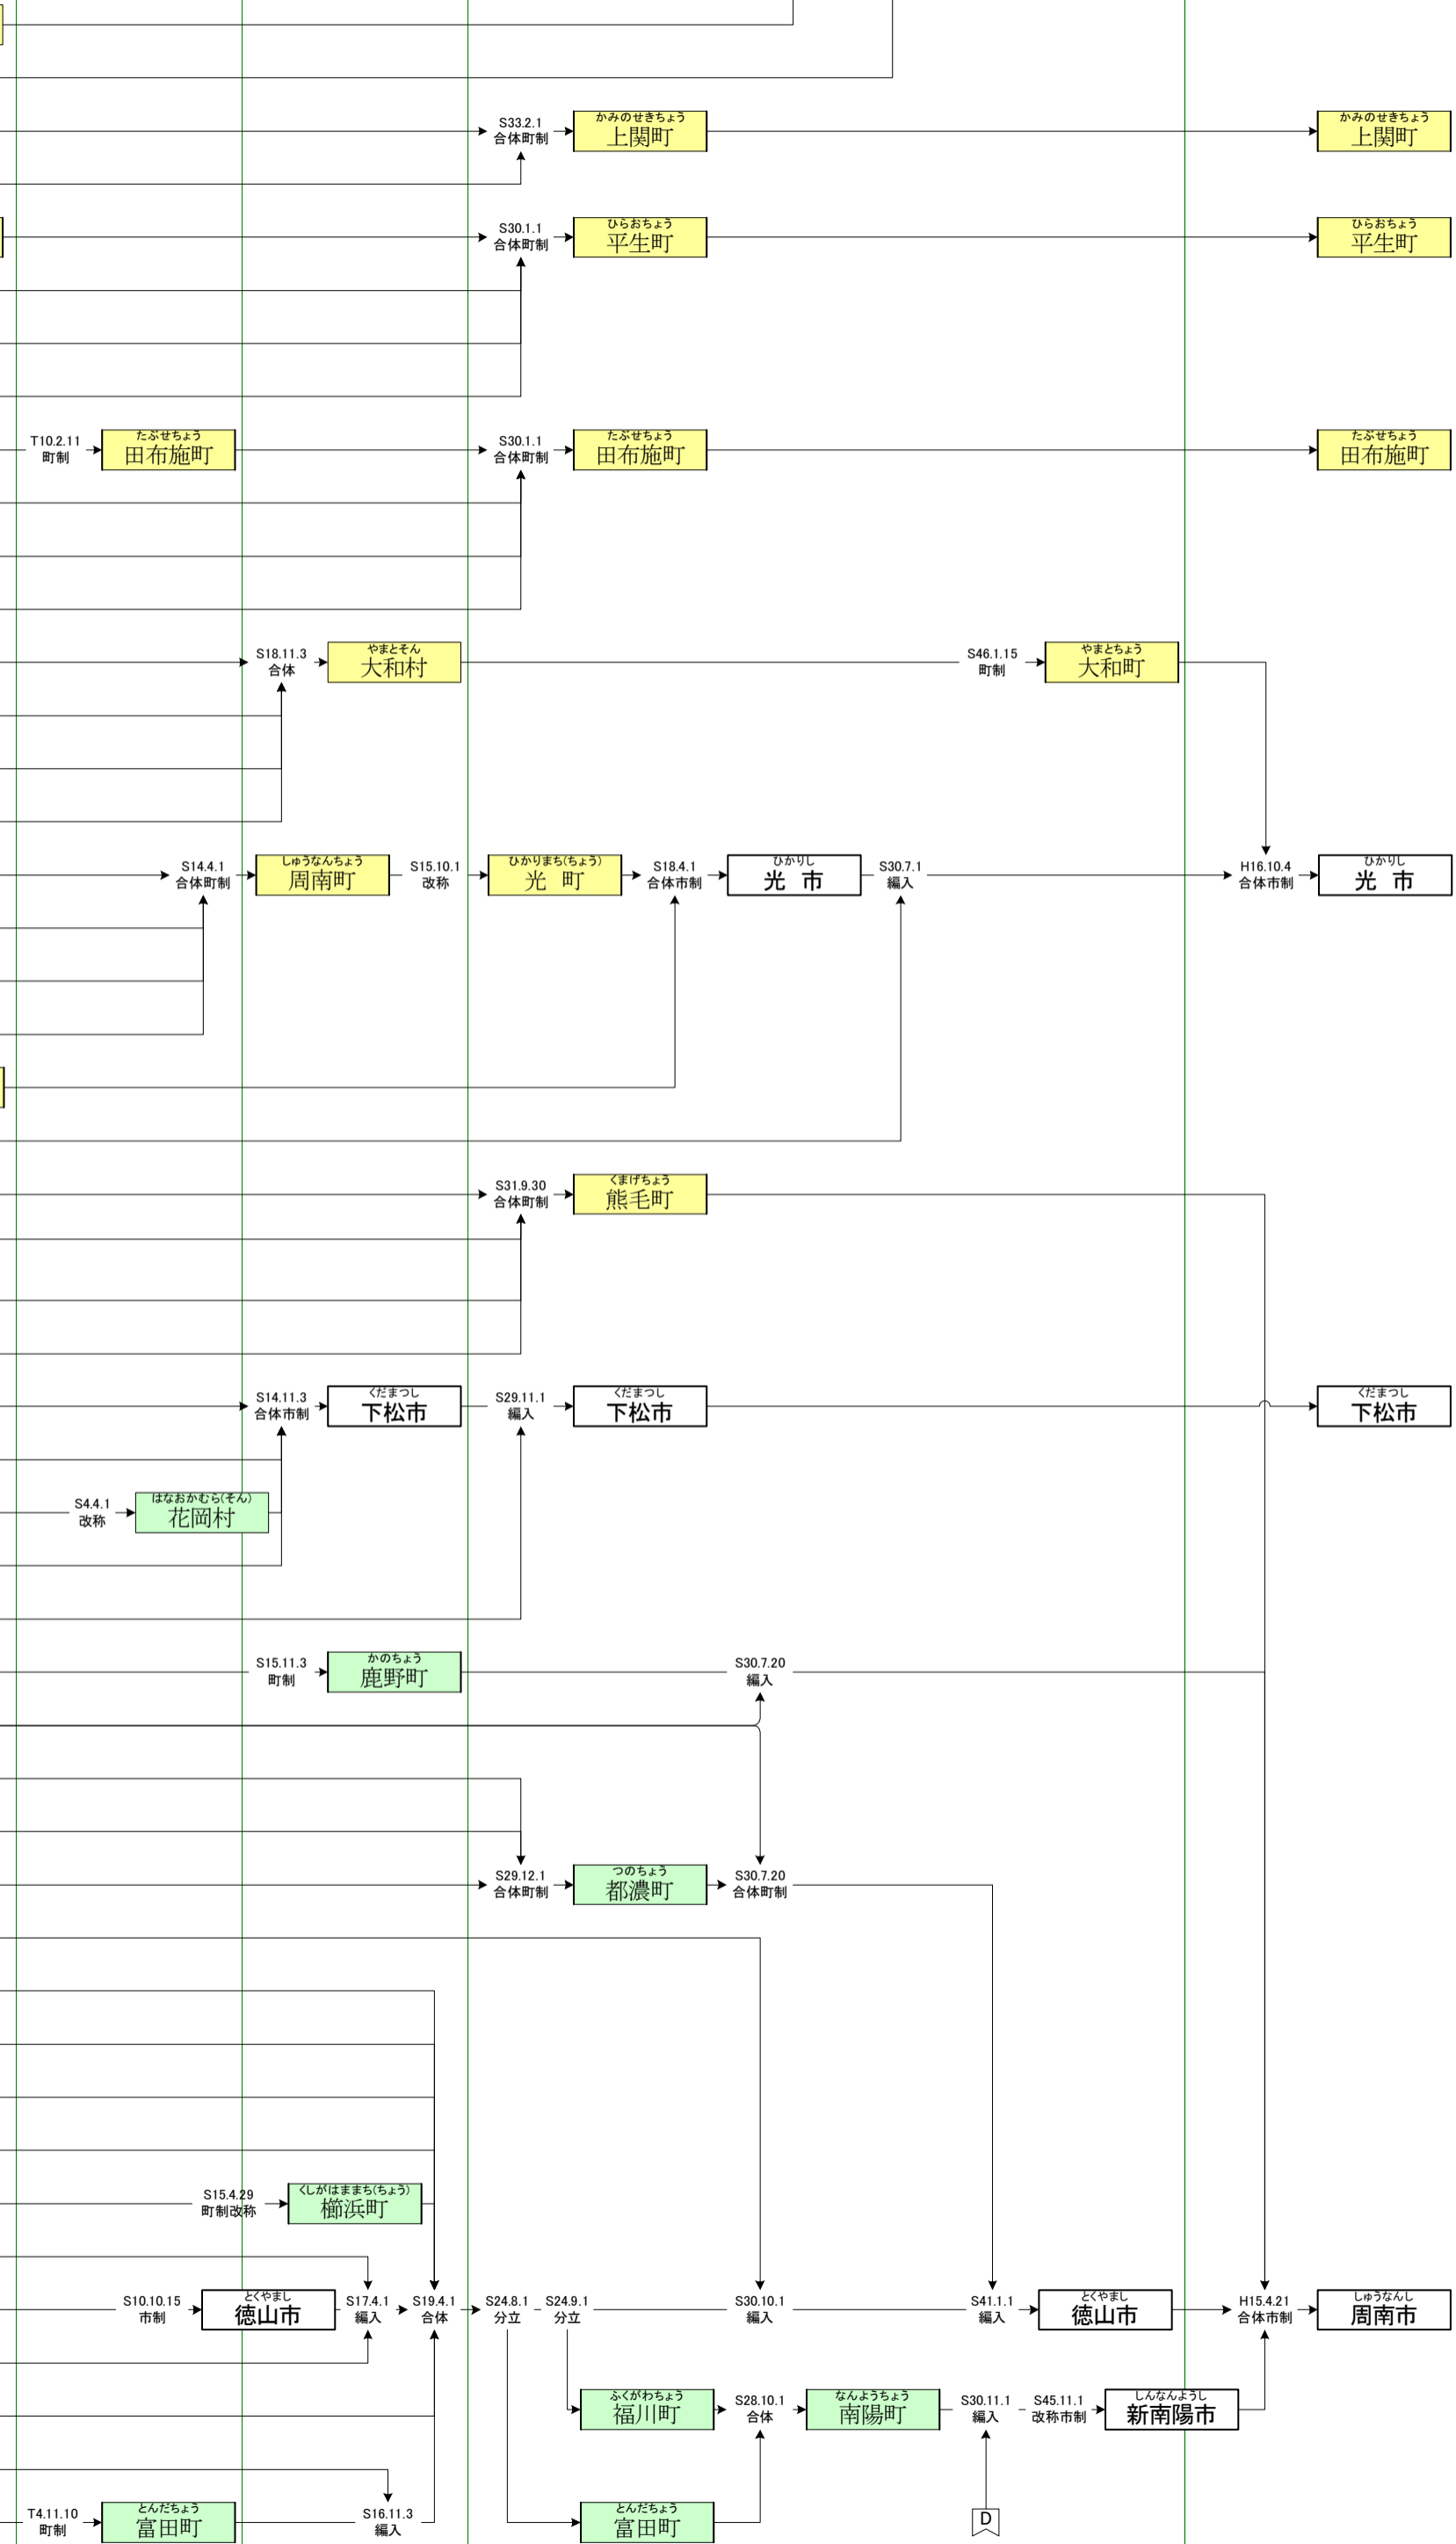 S33.2.1
合体町制
かみのせきちょう
上関町
かみのせきちょう
上関町
S30.1.1
合体町制
ひらおちょう
平生町
ひらおちょう
平生町
T10.2.11
町制
たぶせちょう
田布施町
S30.1.1
合体町制
たぶせちょう
田布施町
たぶせちょう
田布施町
S18.11.3
合体
やまとそん
大和村
S46.1.15
町制
やまとちょう
大和町
S14.4.1
合体町制
しゅうなんちょう
周南町
S15.10.1
改称
ひかりまち(ちょう)
光 町
S18.4.1
合体市制
ひかりし
光 市
S30.7.1
編入
H16.10.4
合体市制
ひかりし
光 市
S31.9.30
合体町制
くまげちょう
熊毛町
S14.11.3
合体市制
くだまつし
下松市
S29.11.1
編入
くだまつし
下松市
くだまつし
下松市
S4.4.1
改称
はなおかむら(そん)
花岡村
S15.11.3
町制
かのちょう
鹿野町
S30.7.20
編入
S29.12.1
合体町制
つのちょう
都濃町
S30.7.20
合体町制
S15.4.29
町制改称
くしがはままち(ちょう)
櫛浜町
S10.10.15
市制
とくやまし
徳山市
S17.4.1
編入
S19.4.1
合体
S24.8.1
分立
S24.9.1
分立
S30.10.1
編入
S41.1.1
編入
とくやまし
徳山市
H15.4.21
合体市制
しゅうなんし
周南市
ふくがわちょう
福川町
S28.10.1
合体
なんようちょう
南陽町
S30.11.1
編入
S45.11.1
改称市制
しんなんようし
新南陽市
T4.11.10
町制
とんだちょう
富田町
S16.11.3
編入
とんだちょう
富田町
D